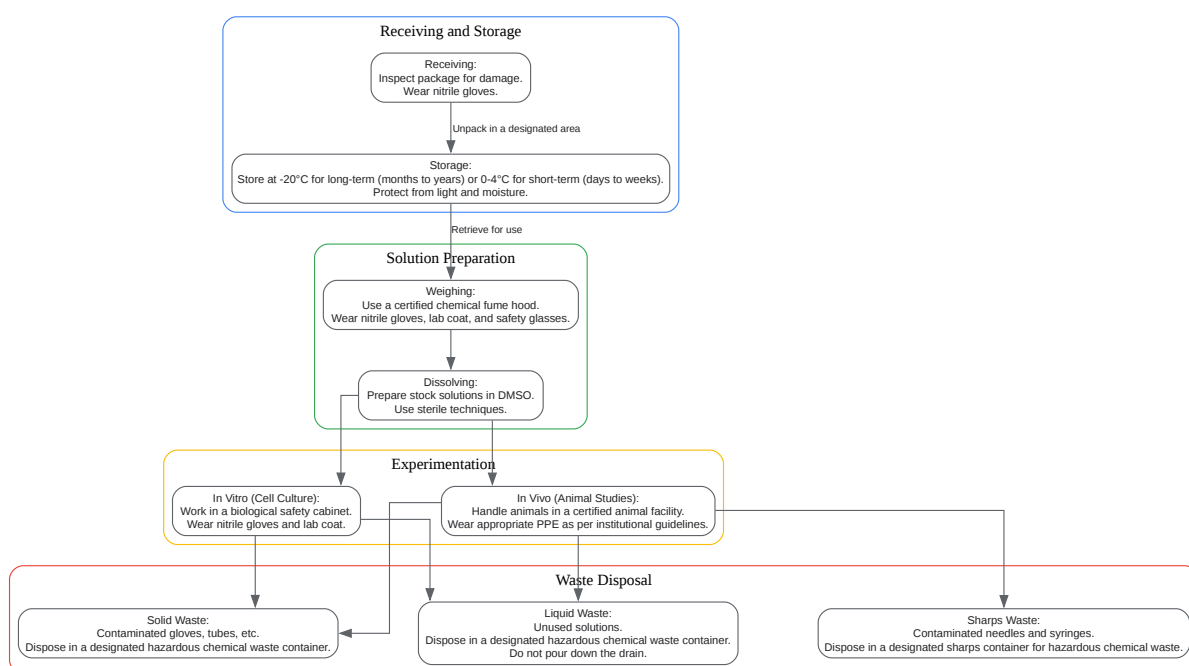 Receiving and Storage
Receiving:
Inspect package for damage.
Wear nitrile gloves.
Unpack in a designated area
Storage:
Store at -20°C for long-term (months to years) or 0-4°C for short-term (days to weeks).
Protect from light and moisture.
Retrieve for use
Solution Preparation
Weighing:
Use a certified chemical fume hood.
Wear nitrile gloves, lab coat, and safety glasses.
Dissolving:
Prepare stock solutions in DMSO.
Use sterile techniques.
Experimentation
In Vitro (Cell Culture):
Work in a biological safety cabinet.
Wear nitrile gloves and lab coat.
In Vivo (Animal Studies):
Handle animals in a certified animal facility.
Wear appropriate PPE as per institutional guidelines.
Waste Disposal
Solid Waste:
Contaminated gloves, tubes, etc.
Dispose in a designated hazardous chemical waste container.
Liquid Waste:
Unused solutions.
Dispose in a designated hazardous chemical waste container.
Do not pour down the drain.
Sharps Waste:
Contaminated needles and syringes.
Dispose in a designated sharps container for hazardous chemical waste.